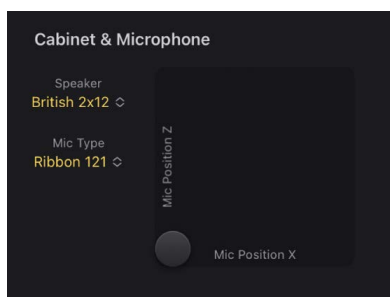 Cabinet & Microphone
Speaker
British 2x12
Mic Type
Ribbon 121
Mic Position Z
Mic Position X